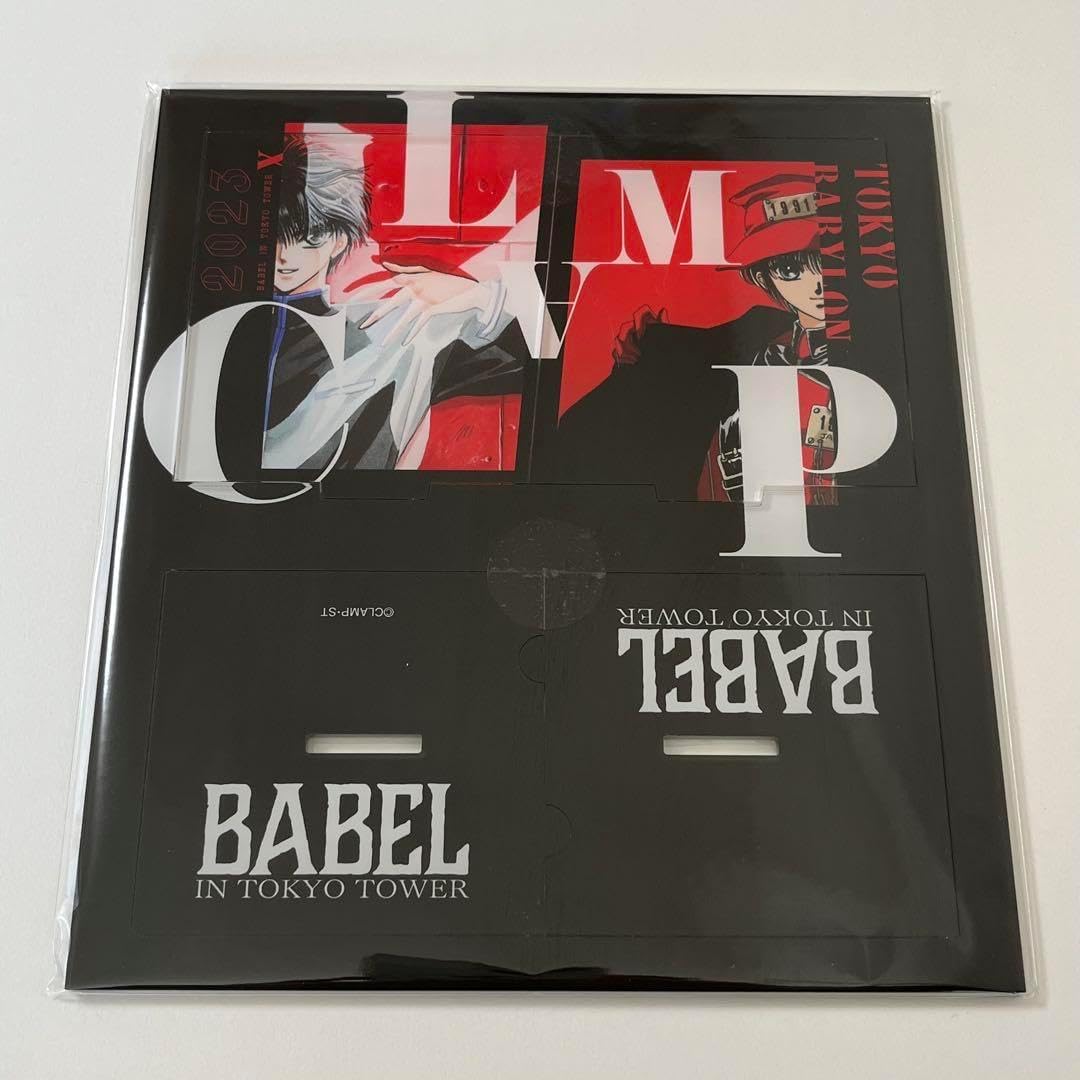 2023
BABEL IN TOKYO TOWER X
CLAMP
TOKYO
BABYLON
1991
©CLAMP・ST
BABEL
IN TOKYO TOWER
BABEL
IN TOKYO TOWER